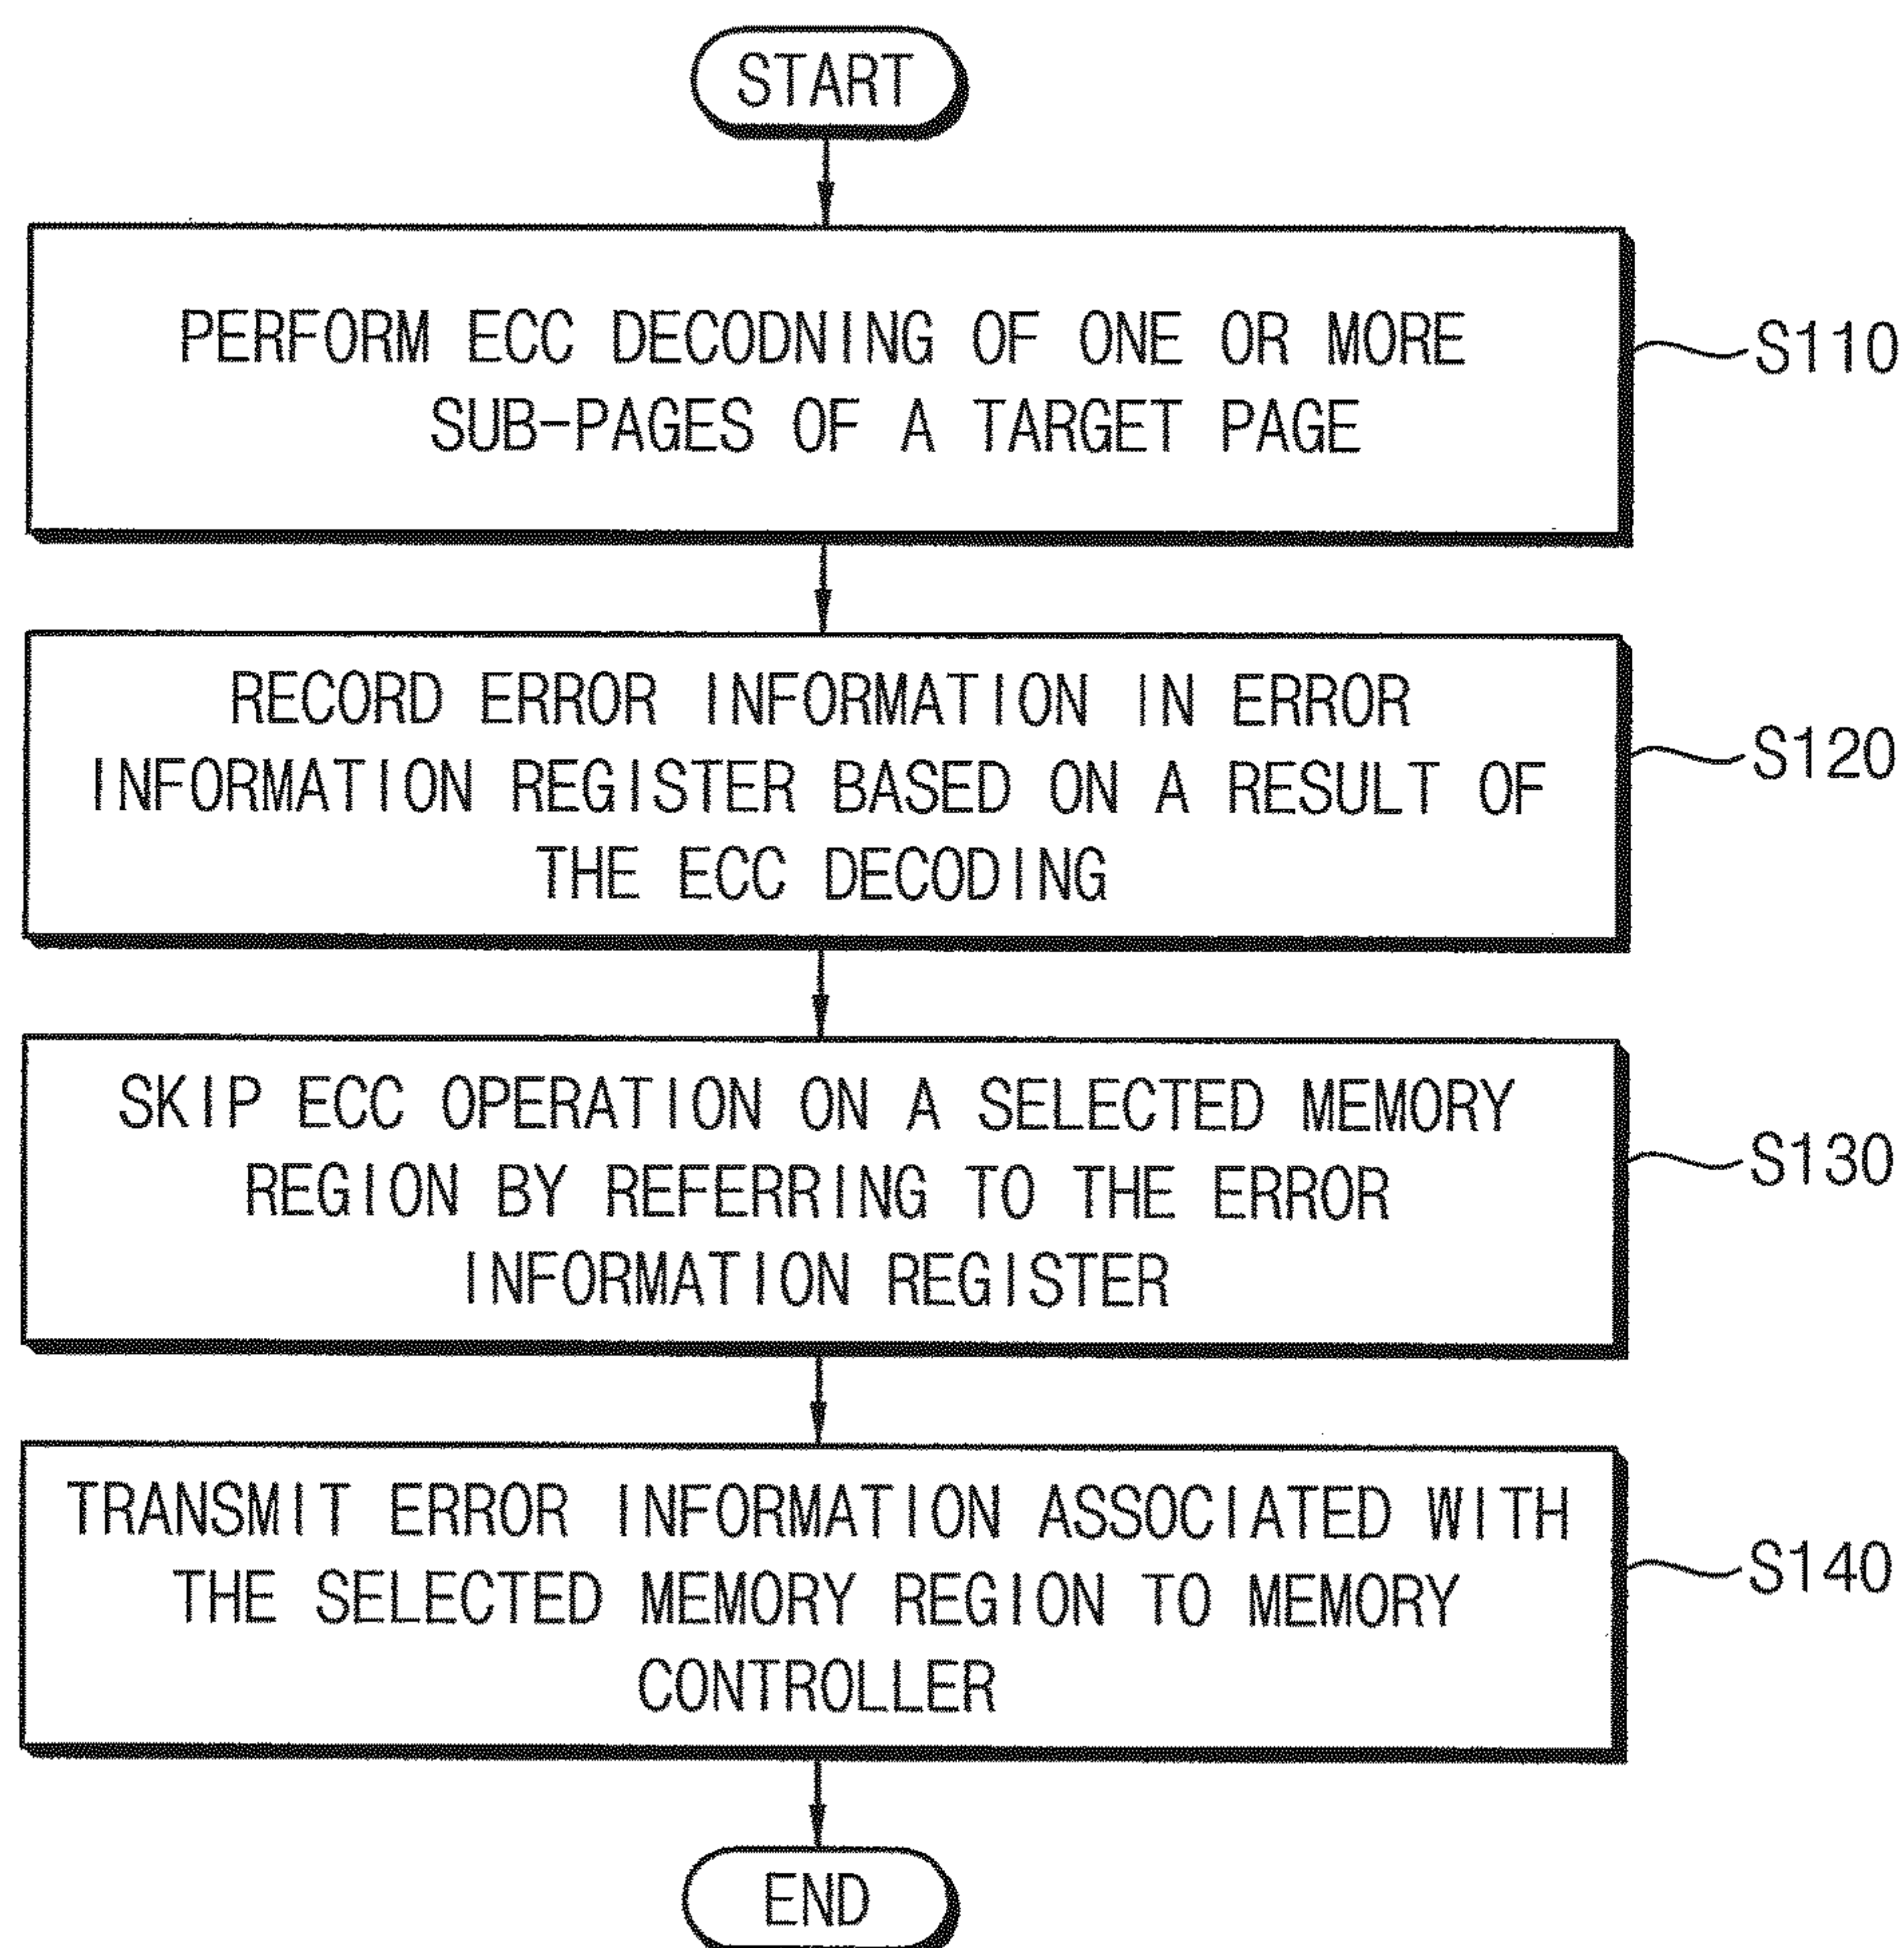 START
PERFORM ECC DECODNING OF ONE OR MORE
SUB-PAGES OF A TARGET PAGE
S110
RECORD ERROR INFORMATION IN ERROR
INFORMATION REGISTER BASED ON A RESULT OF
THE ECC DECODING
S120
SKIP ECC OPERATION ON A SELECTED MEMORY
REGION BY REFERRING TO THE ERROR
INFORMATION REGISTER
S130
TRANSMIT ERROR INFORMATION ASSOCIATED WITH
THE SELECTED MEMORY REGION TO MEMORY
CONTROLLER
S140
END